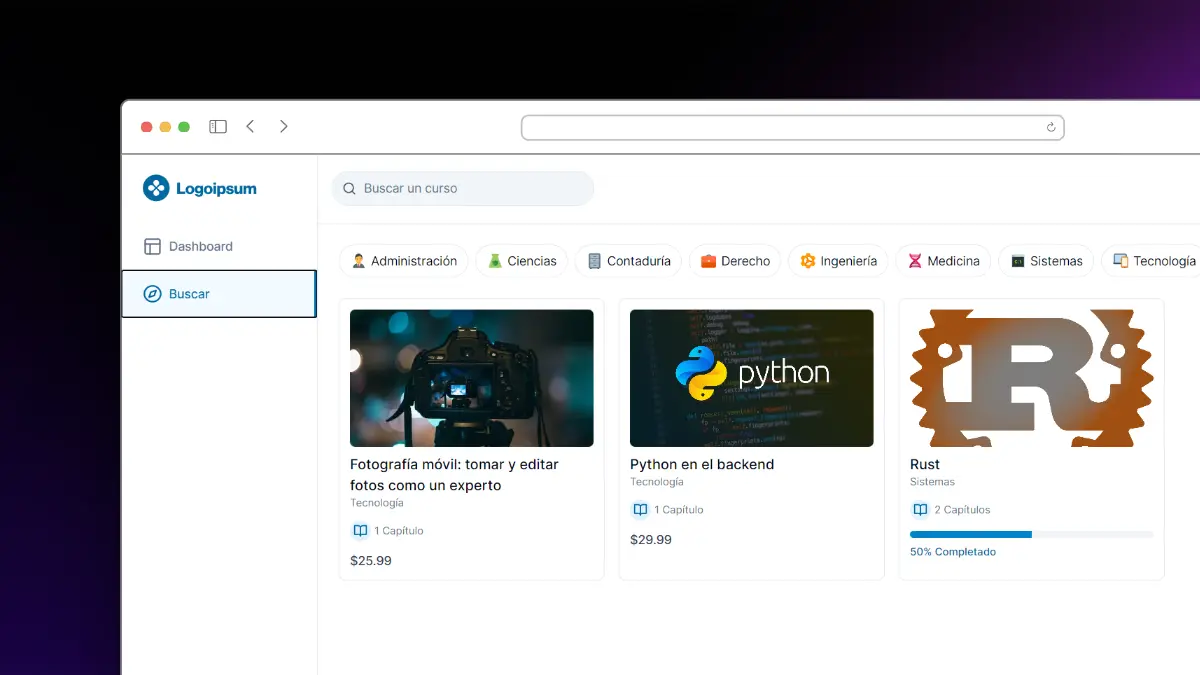 Logoipsum
Buscar un curso
Dashboard
Buscar
Administración
Ciencias
Contaduría
Derecho
Ingeniería
Medicina
Sistemas
Tecnología
python
R
Fotografía móvil: tomar y editar
fotos como un experto
Tecnología
1 Capítulo
$25.99
Python en el backend
Tecnología
1 Capítulo
$29.99
Rust
Sistemas
2 Capítulos
50% Completado